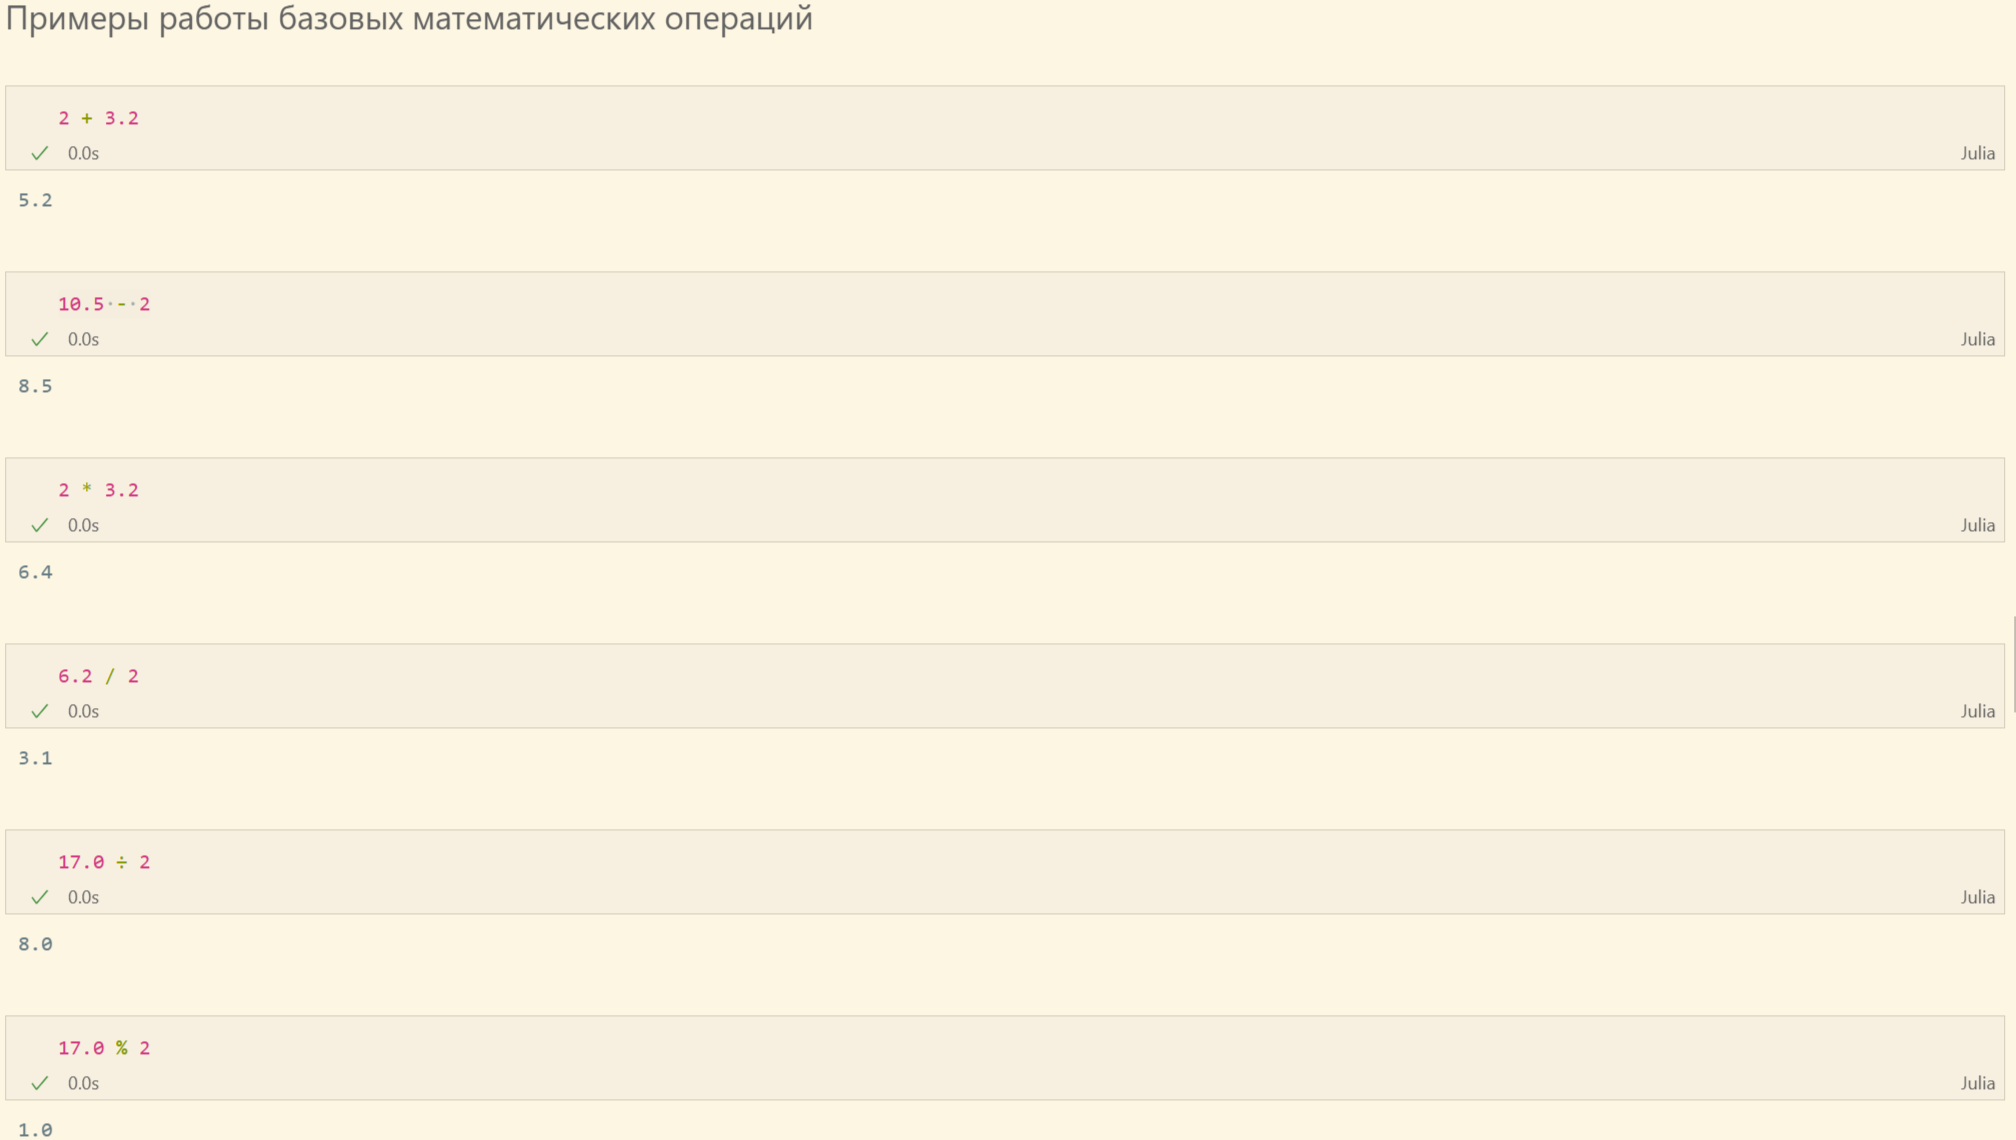 Примеры работы базовых математических операций
2 + 3.2
0.0s Julia
5.2
10.5 - 2
0.0s Julia
8.5
2 * 3.2
0.0s Julia
6.4
6.2 / 2
0.0s Julia
3.1
17.0 ÷ 2
0.0s Julia
8.0
17.0 % 2
0.0s Julia
1.0